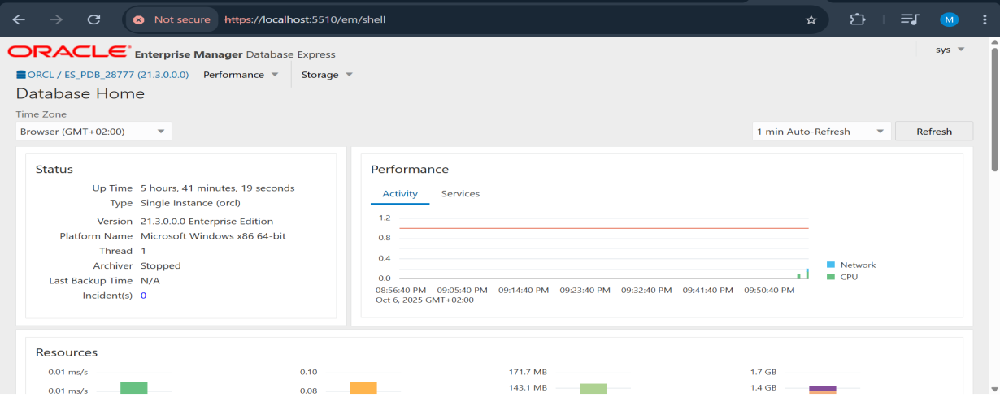 Not secure https://localhost:5510/em/shell M
ORACLE Enterprise Manager Database Express
sys
ORCL / ES_PDB_28777 (21.3.0.0.0) Performance Storage
Database Home
Time Zone
Browser (GMT+02:00) 1 min Auto-Refresh Refresh
Status
Up Time 5 hours, 41 minutes, 19 seconds
Type Single Instance (orcl)
Version 21.3.0.0.0 Enterprise Edition
Platform Name Microsoft Windows x86 64-bit
Thread 1
Archiver Stopped
Last Backup Time N/A
Incident(s) 0
Performance
Activity Services
1.2
0.8
0.4
0.0
08:56:40 PM 09:05:40 PM 09:14:40 PM 09:23:40 PM 09:32:40 PM 09:41:40 PM 09:50:40 PM
Oct 6, 2025 GMT+02:00
Network
CPU
Resources
0.01 ms/s 0.10 171.7 MB 1.7 GB
0.01 ms/s 0.08 143.1 MB 1.4 GB